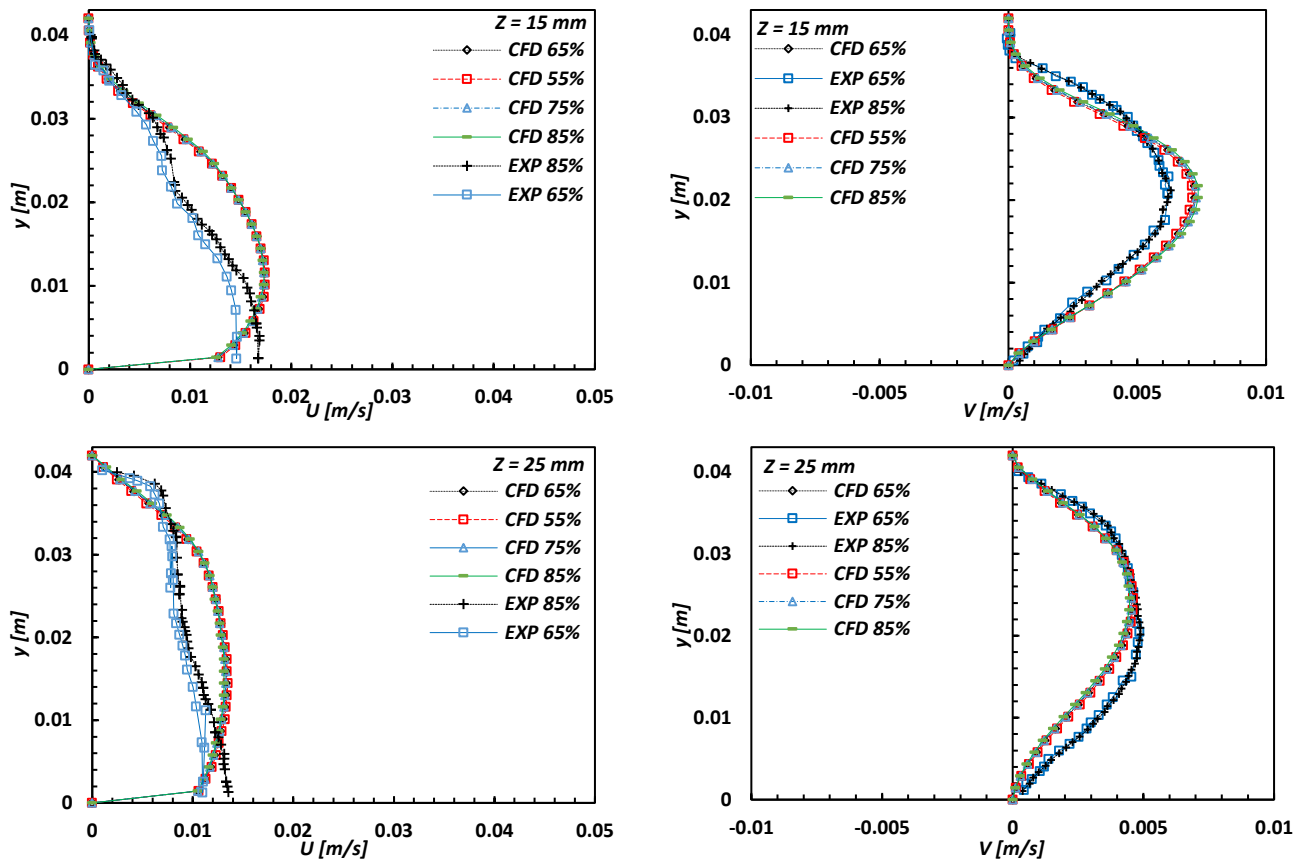 Z = 15 mm
CFD 65%
CFD 55%
CFD 75%
CFD 85%
EXP 85%
EXP 65%
y [m]
0.04
0.03
0.02
0.01
0
0 0.01 0.02 0.03 0.04 0.05
U [m/s]
Z = 15 mm
CFD 65%
EXP 65%
EXP 85%
CFD 55%
CFD 75%
CFD 85%
y [m]
0.04
0.03
0.02
0.01
0
-0.01 -0.005 0 0.005 0.01
V [m/s]
Z = 25 mm
CFD 65%
CFD 55%
CFD 75%
CFD 85%
EXP 85%
EXP 65%
y [m]
0.04
0.03
0.02
0.01
0
0 0.01 0.02 0.03 0.04 0.05
U [m/s]
Z = 25 mm
CFD 65%
EXP 65%
EXP 85%
CFD 55%
CFD 75%
CFD 85%
y [m]
0.04
0.03
0.02
0.01
0
-0.01 -0.005 0 0.005 0.01
V [m/s]